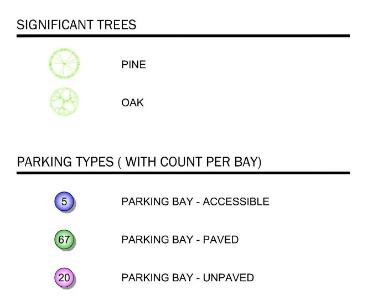 SIGNIFICANT TREES
PINE
OAK
PARKING TYPES ( WITH COUNT PER BAY)
5 PARKING BAY - ACCESSIBLE
67 PARKING BAY - PAVED
20 PARKING BAY - UNPAVED